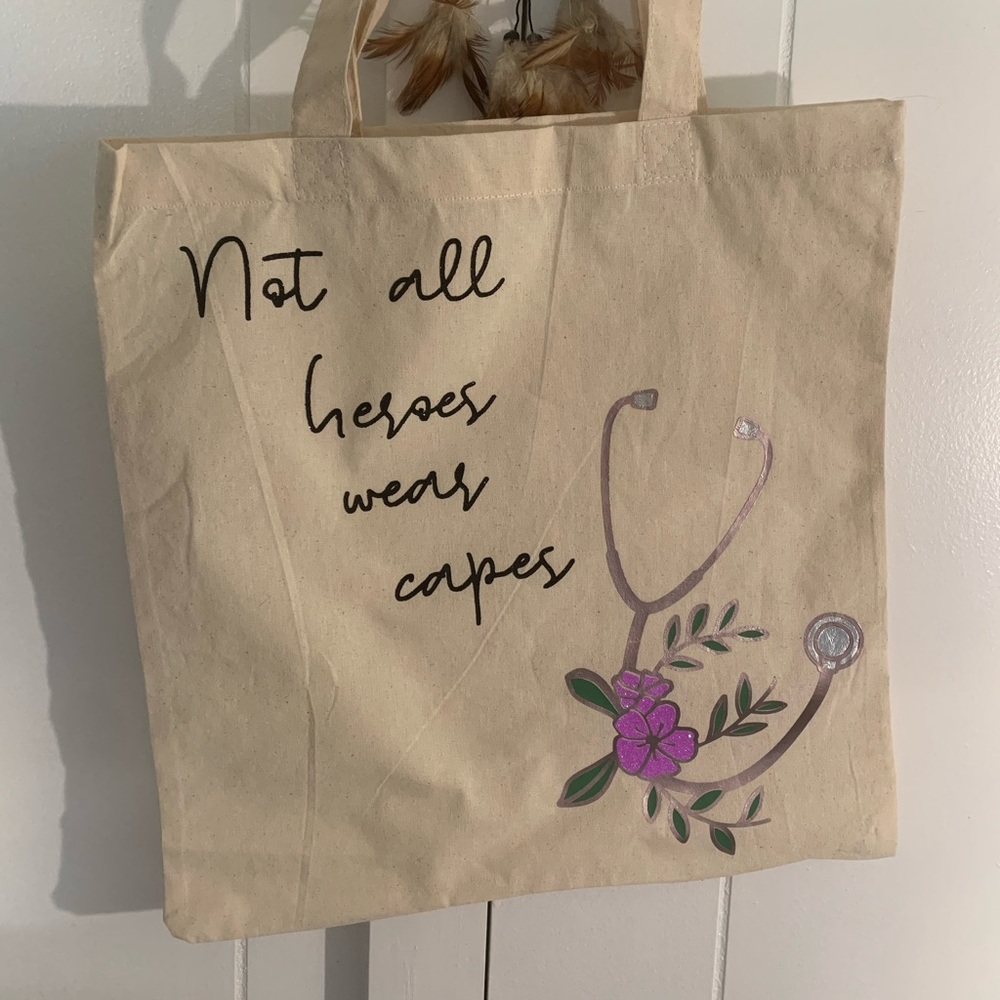 Not all
heroes
wear
capes